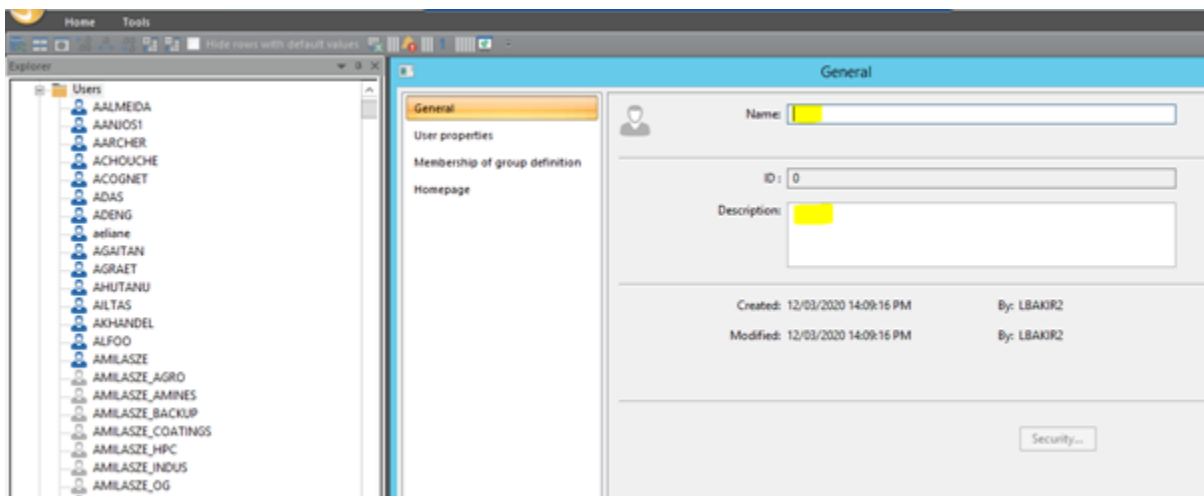 Home Tools
Hide rows with default values
Explorer
Users
AALMEIDA
AANJOS1
AARCHER
ACHOUCHE
ACOGNET
ADAS
ADENG
aeliane
AGAITAN
AGRAET
AHUTANU
AILTAS
AKHANDEL
ALFOO
AMILASZE
AMILASZE_AGRO
AMILASZE_AMINES
AMILASZE_BACKUP
AMILASZE_COATINGS
AMILASZE_HPC
AMILASZE_INDUS
AMILASZE_OG
General
General
User properties
Membership of group definition
Homepage
Name:
ID : 0
Description:
Created: 12/03/2020 14:09:16 PM By: LBAKIR2
Modified: 12/03/2020 14:09:16 PM By: LBAKIR2
Security...